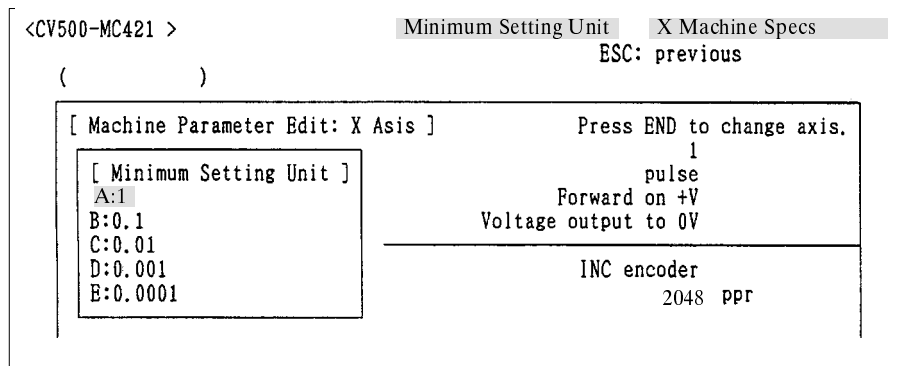 <CV500-MC421 > Minimum Setting Unit X Machine Specs
ESC: previous
( )
[ Machine Parameter Edit: X Asis ] Press END to change axis.
1
[ Minimum Setting Unit ] pulse
A:1 Forward on +V
B:0.1 Voltage output to 0V
C:0.01
D:0.001 INC encoder
E:0.0001 2048 ppr